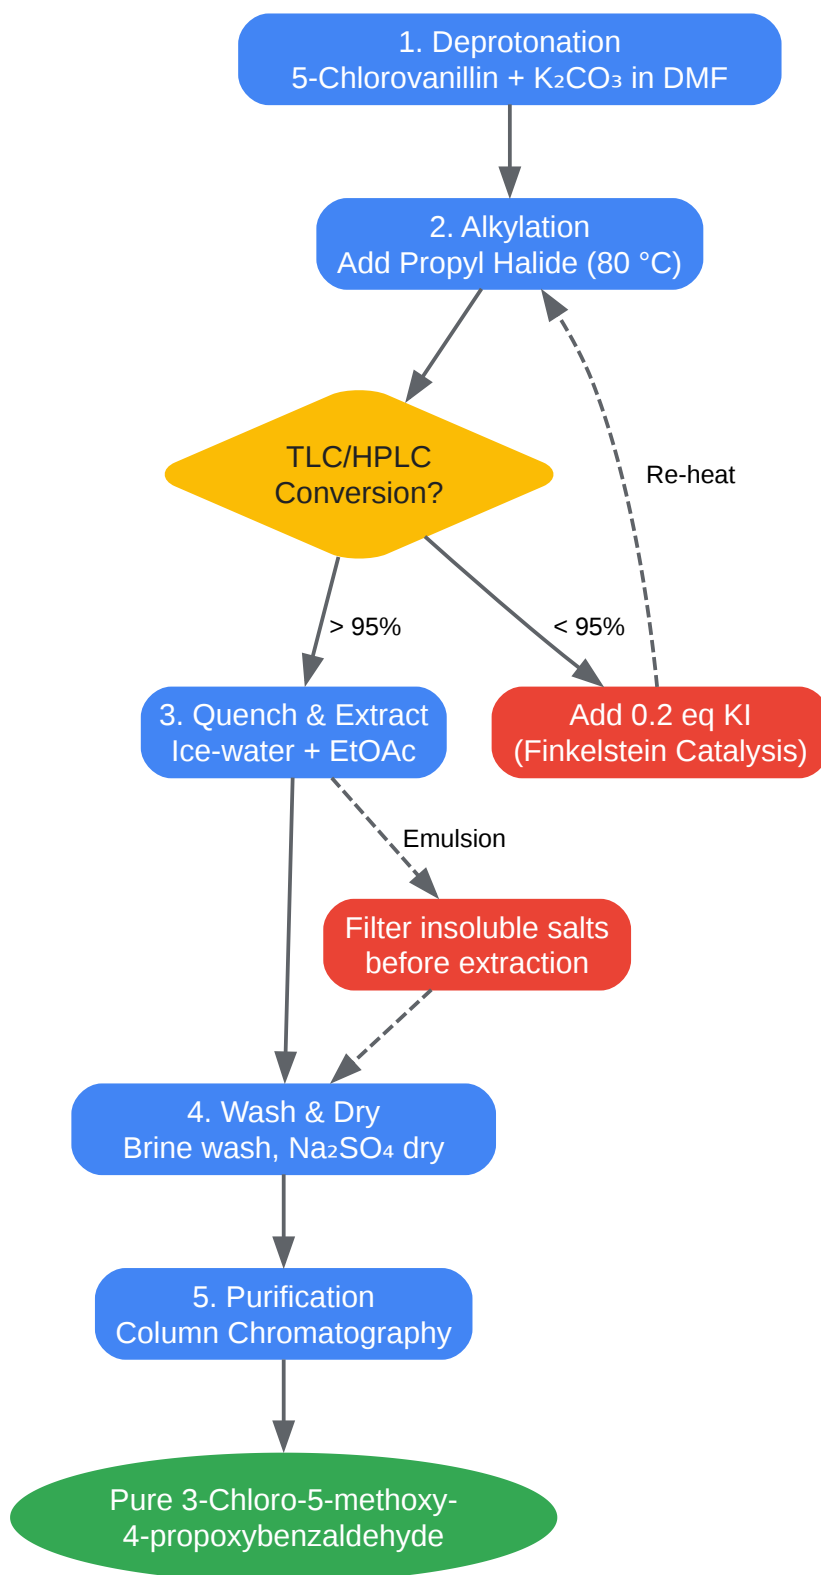 1. Deprotonation
5-Chlorovanillin + K₂CO₃ in DMF
2. Alkylation
Add Propyl Halide (80 °C)
TLC/HPLC
Conversion?
Re-heat
> 95%
< 95%
3. Quench & Extract
Ice-water + EtOAc
Add 0.2 eq KI
(Finkelstein Catalysis)
Emulsion
Filter insoluble salts
before extraction
4. Wash & Dry
Brine wash, Na₂SO₄ dry
5. Purification
Column Chromatography
Pure 3-Chloro-5-methoxy-
4-propoxybenzaldehyde